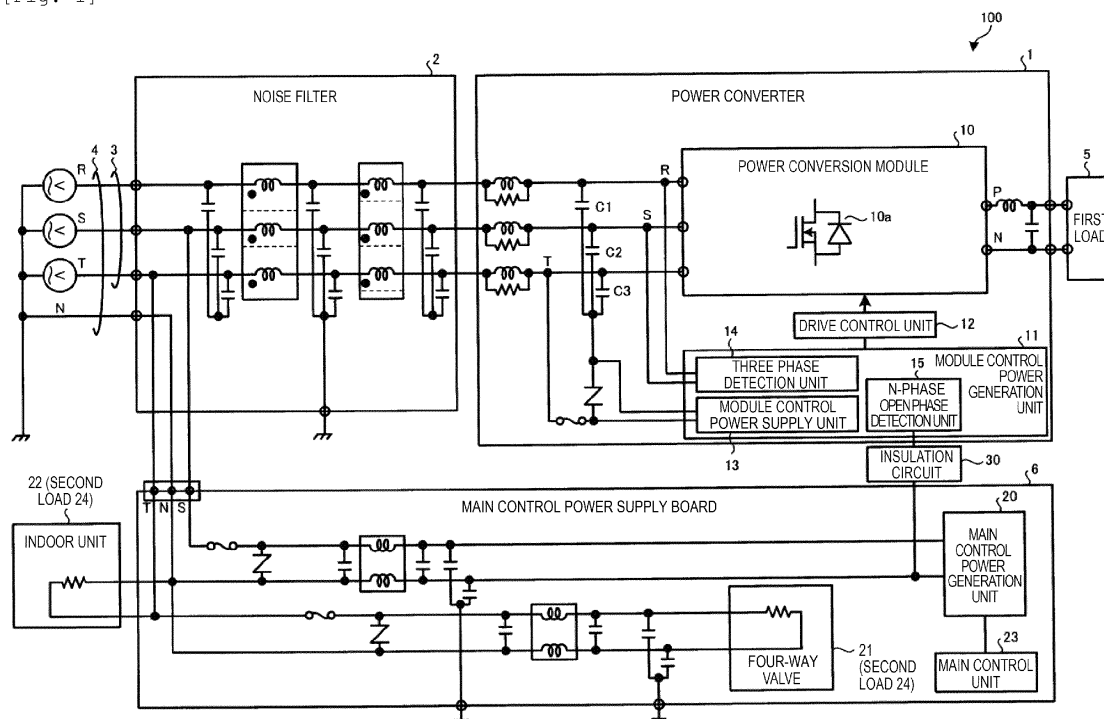 [Fig. 1]
100
2
NOISE FILTER
1
POWER CONVERTER
4
3
R
S
T
N
R
S
T
C1
C2
C3
10
POWER CONVERSION MODULE
10a
P
N
5
FIRST
LOAD
DRIVE CONTROL UNIT
12
11
MODULE CONTROL
POWER
GENERATION
UNIT
14
THREE PHASE
DETECTION UNIT
15
N-PHASE
OPEN PHASE
DETECTION UNIT
MODULE CONTROL
POWER SUPPLY UNIT
13
INSULATION
CIRCUIT
30
6
22 (SECOND
LOAD 24)
INDOOR UNIT
T N S
MAIN CONTROL POWER SUPPLY BOARD
20
MAIN
CONTROL
POWER
GENERATION
UNIT
FOUR-WAY
VALVE
21
(SECOND
LOAD 24)
23
MAIN CONTROL
UNIT